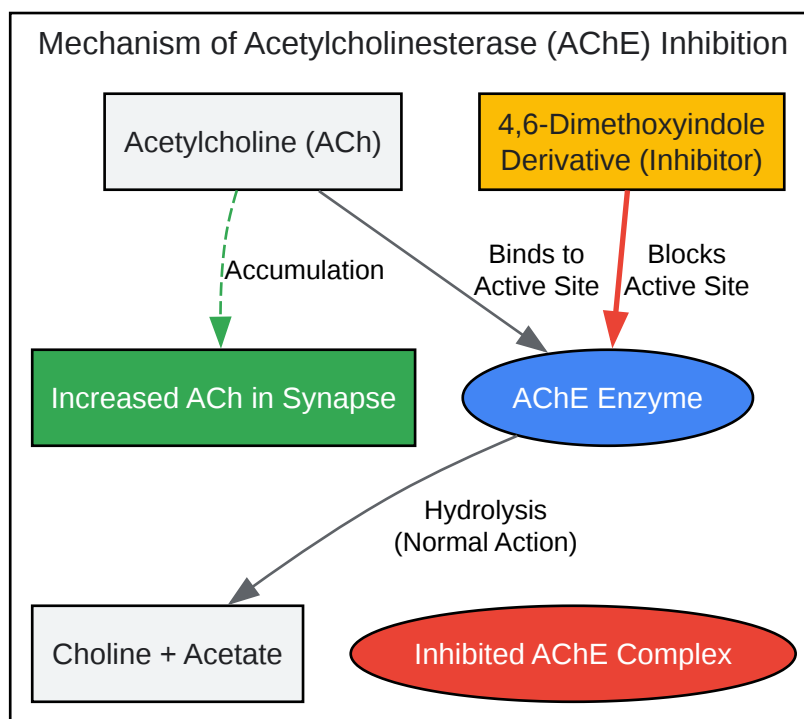 Mechanism of Acetylcholinesterase (AChE) Inhibition
Acetylcholine (ACh)
4,6-Dimethoxyindole
Derivative (Inhibitor)
Accumulation
Binds to
Active Site
Blocks
Active Site
Increased ACh in Synapse
AChE Enzyme
Hydrolysis
(Normal Action)
Choline + Acetate
Inhibited AChE Complex